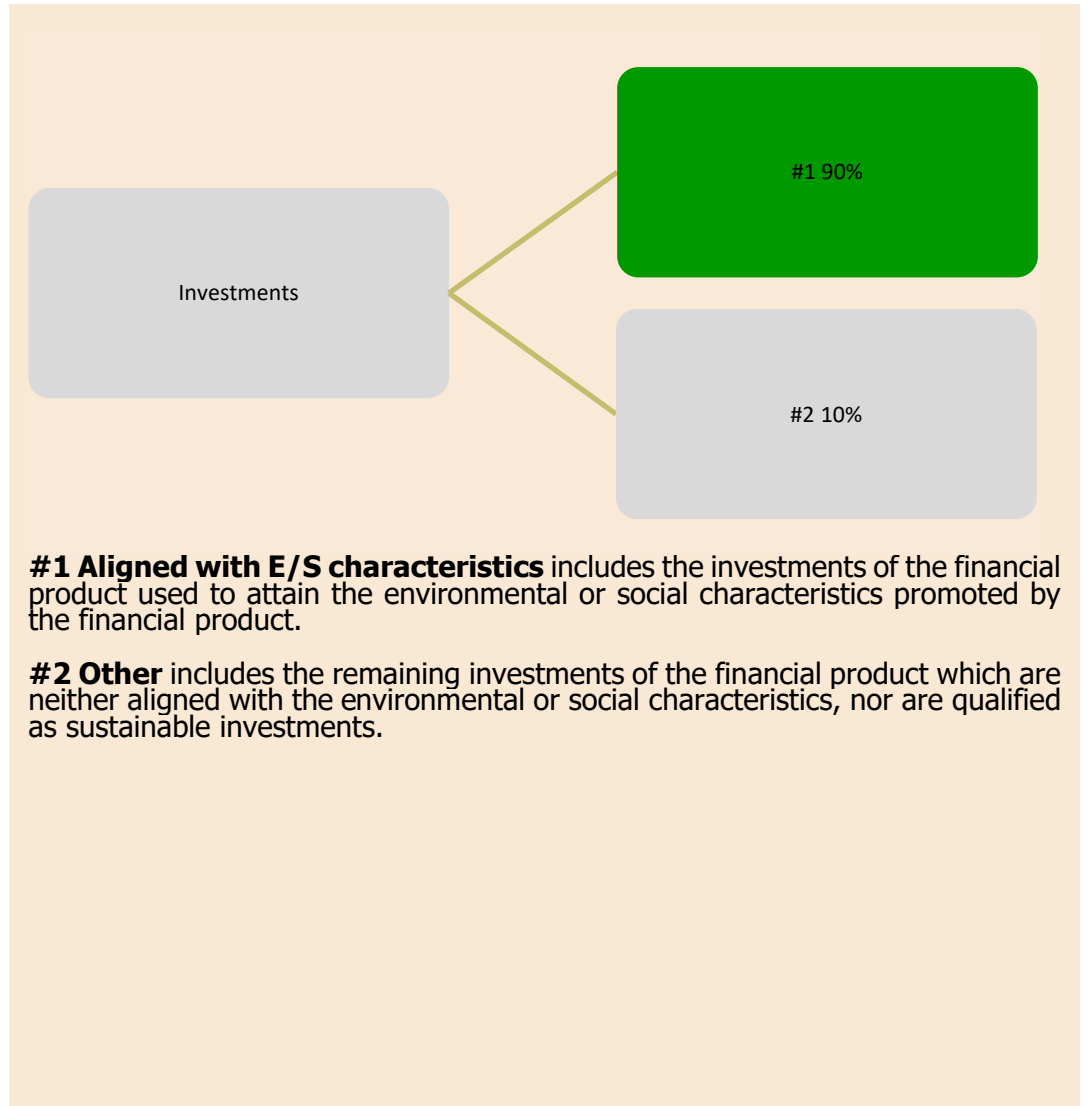 #1 90%
Investments
#2 10%
#1 Aligned with E/S characteristics includes the investments of the financial
product used to attain the environmental or social characteristics promoted by
the financial product.
#2 Other includes the remaining investments of the financial product which are
neither aligned with the environmental or social characteristics, nor are qualified
as sustainable investments.